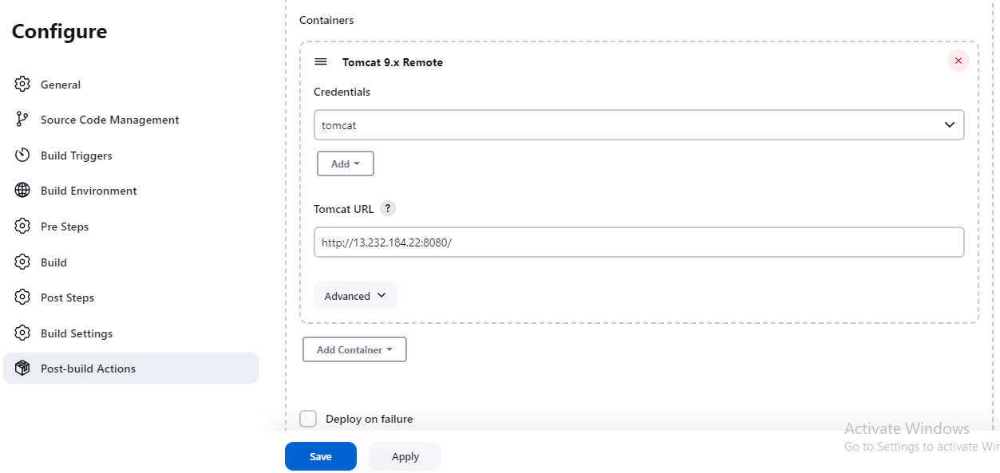 Configure
General
Source Code Management
Build Triggers
Build Environment
Pre Steps
Build
Post Steps
Build Settings
Post-build Actions
Containers
Tomcat 9.x Remote
Credentials
tomcat
Add
Tomcat URL ?
http://13.232.184.22:8080/
Advanced
Add Container
Deploy on failure
Save Apply
Activate Windows
Go to Settings to activate Wi